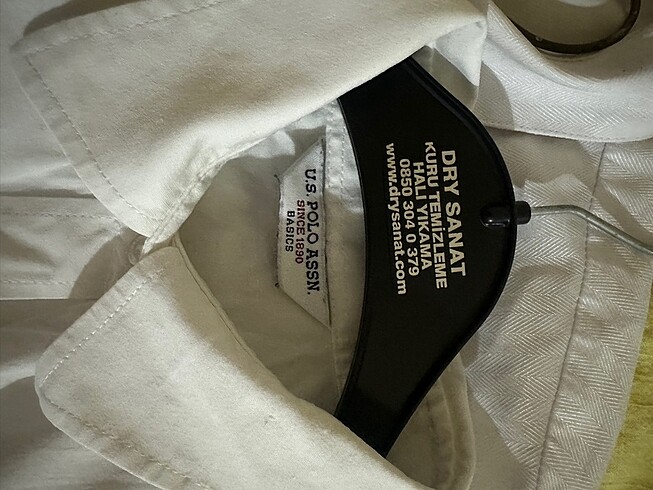 DRY SANAT
KURU TEMİZLEME
HALI YIKAMA
0850 304 0 379
www.drysanat.com
U.S. POLO ASSN.
SINCE 1890
BASICS